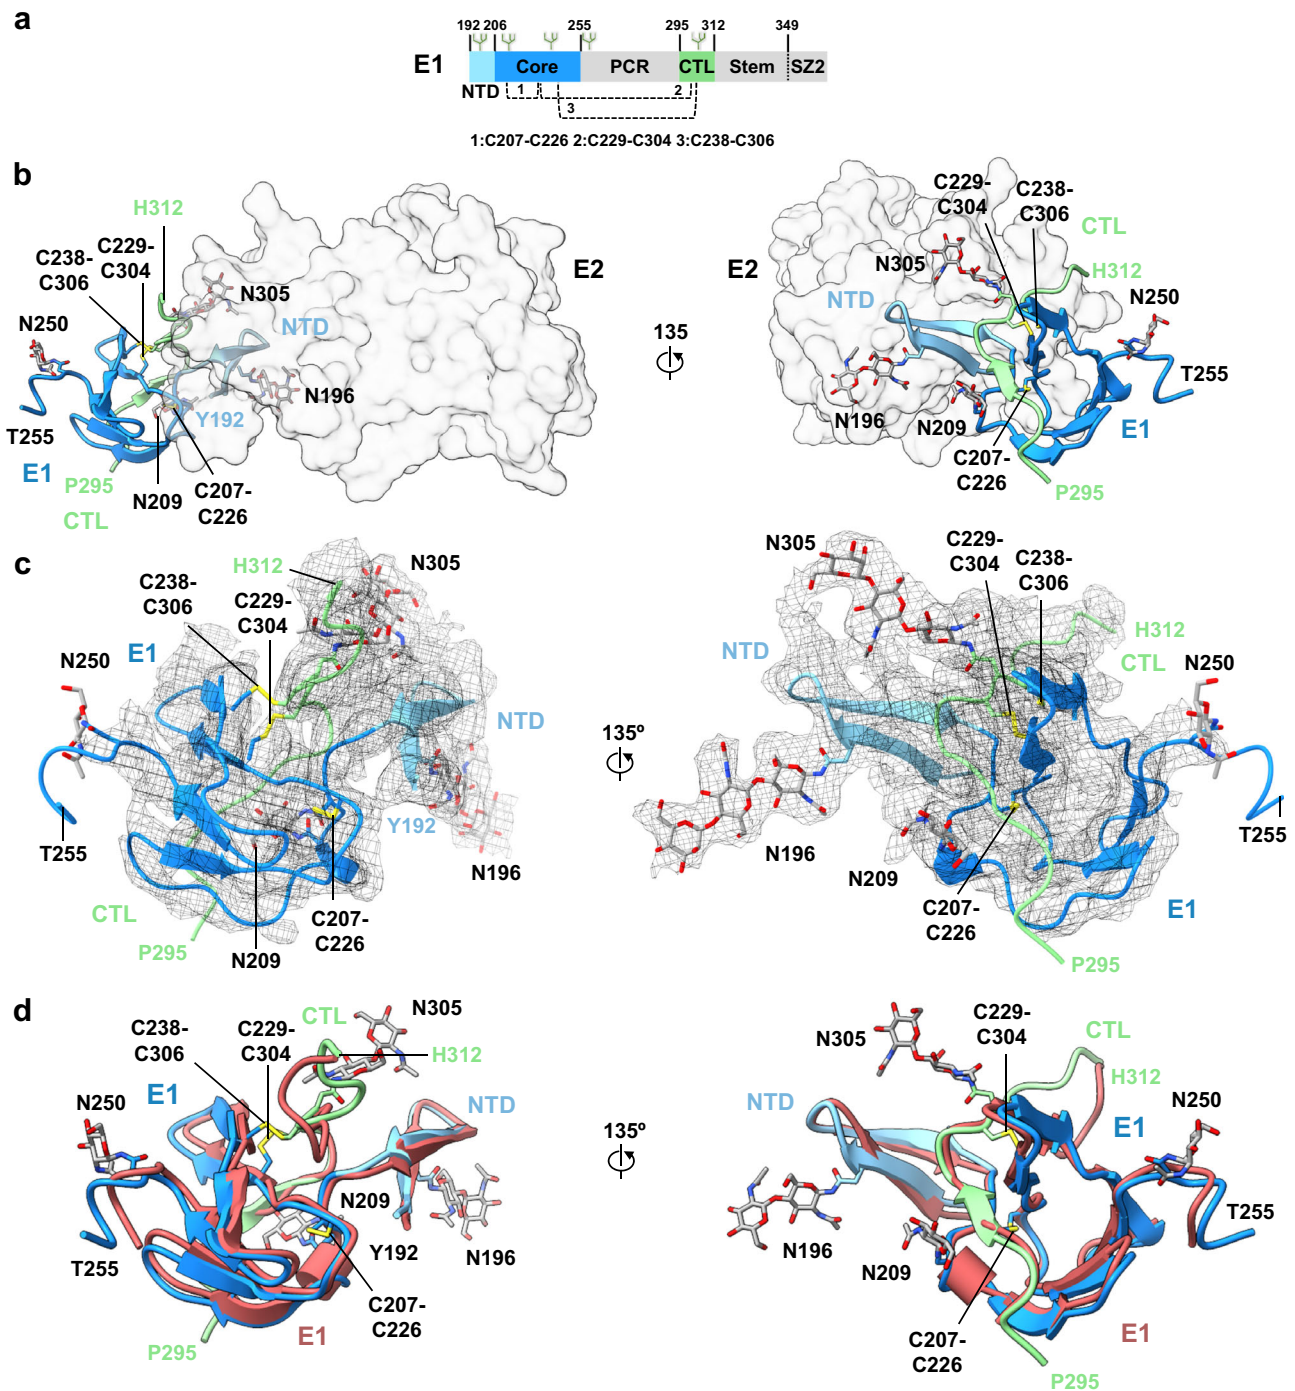 a
192 206 255 295 312 349
E1 Core PCR CTL Stem SZ2
NTD 1 2
3
1:C207-C226 2:C229-C304 3:C238-C306
b
H312
C229-
C304
C238-
C306
N250
N305
NTD
E2
N196
Y192
T255
E1
P295
CTL
N209
C207-
C226
135
C229-
C304
C238-
C306
CTL
E2
N305
H312
NTD
N250
T255
N196
N209
E1
C207-
C226
P295
c
H312
N305
C238-
C306
C229-
C304
E1
N250
NTD
T255
Y192
N196
CTL
C207-
C226
P295
N209
135º
N305
C229-
C304
C238-
C306
H312
CTL
NTD
N250
T255
N196
N209
C207-
C226
E1
P295
d
C238-
C306
C229-
C304
CTL
N305
H312
E1
N250
NTD
N209
T255
Y192
N196
C207-
C226
P295
E1
135º
N305
C229-
C304
CTL
H312
NTD
N250
E1
T255
N196
N209
C207-
C226
E1
P295